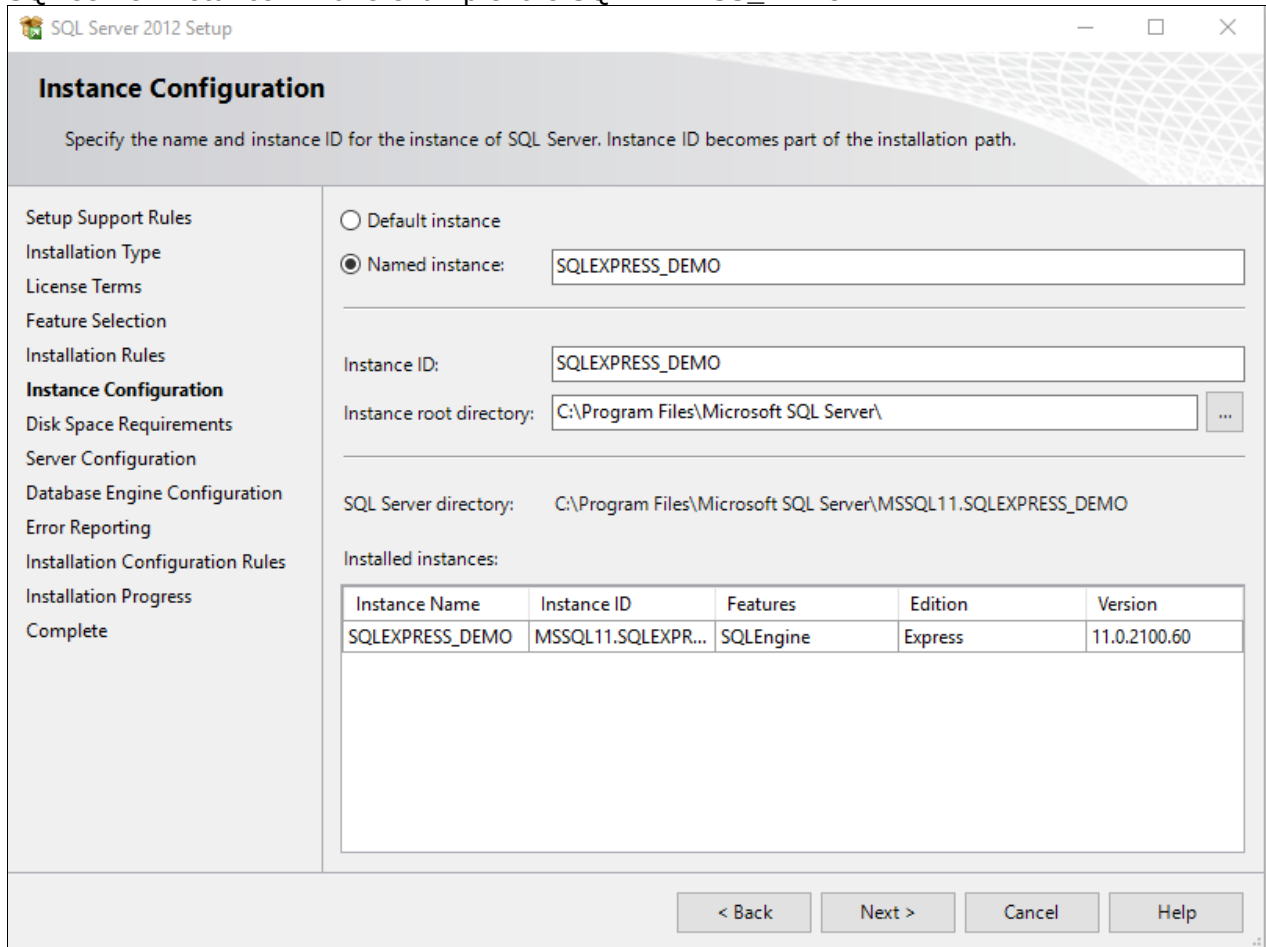 SQL Server 2012 Setup
Instance Configuration
Specify the name and instance ID for the instance of SQL Server. Instance ID becomes part of the installation path.
Setup Support Rules
Installation Type
License Terms
Feature Selection
Installation Rules
Instance Configuration
Disk Space Requirements
Server Configuration
Database Engine Configuration
Error Reporting
Installation Configuration Rules
Installation Progress
Complete
Default instance
Named instance: SQLEXPRESS_DEMO
Instance ID: SQLEXPRESS_DEMO
Instance root directory: C:\Program Files\Microsoft SQL Server\ ...
SQL Server directory: C:\Program Files\Microsoft SQL Server\MSSQL11.SQLEXPRESS_DEMO
Installed instances:
Instance Name Instance ID Features Edition Version
SQLEXPRESS_DEMO MSSQL11.SQLEXPR... SQLEngine Express 11.0.2100.60
< Back Next > Cancel Help